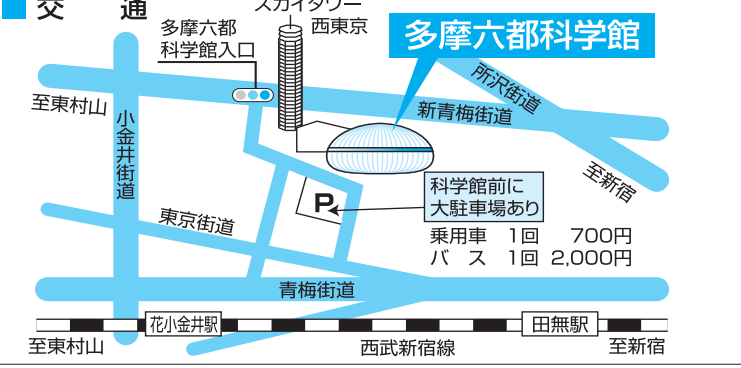 交 通
スカイタワー
西東京
多摩六都
科学館入口
多摩六都科学館
所沢街道
新青梅街道
至東村山
小金井街道
至新宿
科学館前に
大駐車場あり
P
乗用車 1回 700円
バ ス 1回 2,000円
東京街道
青梅街道
花小金井駅
田無駅
至東村山
西武新宿線
至新宿